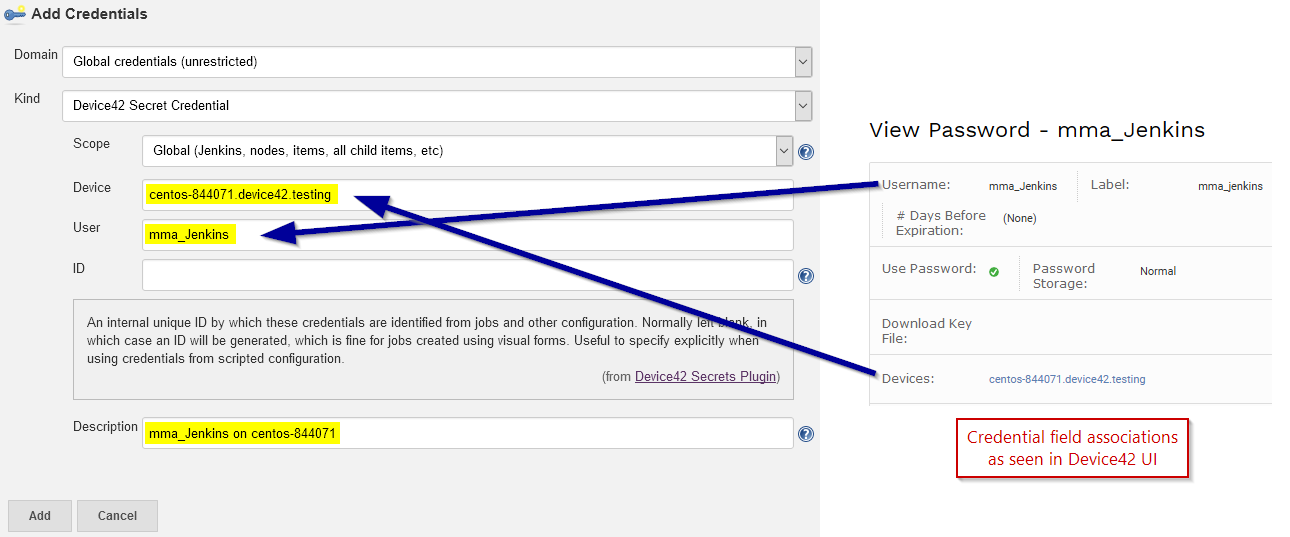 Add Credentials
Domain
Global credentials (unrestricted)
Kind
Device42 Secret Credential
Scope
Global (Jenkins, nodes, items, all child items, etc)
Device
centos-844071.device42.testing
User
mma_Jenkins
ID
An internal unique ID by which these credentials are identified from jobs and other configuration. Normally left blank, in
which case an ID will be generated, which is fine for jobs created using visual forms. Useful to specify explicitly when
using credentials from scripted configuration.
(from Device42 Secrets Plugin)
Description
mma_Jenkins on centos-844071
Add
Cancel
View Password - mma_Jenkins
Username: mma_Jenkins Label: mma_jenkins
# Days Before (None)
Expiration:
Use Password: Password Normal
Storage:
Download Key
File:
Devices: centos-844071.device42.testing
Credential field associations
as seen in Device42 UI